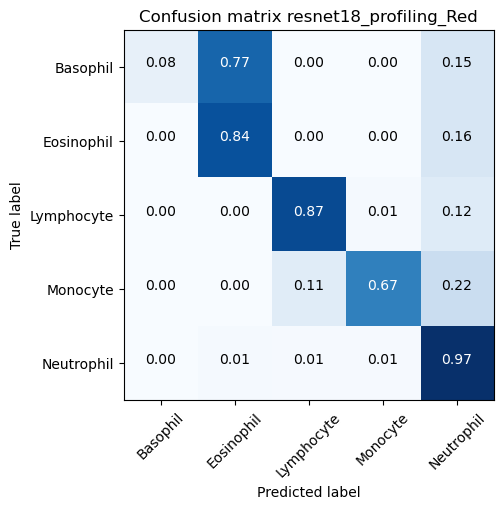 Confusion matrix resnet18_profiling_Red
True label
Basophil 0.08 0.77 0.00 0.00 0.15
Eosinophil 0.00 0.84 0.00 0.00 0.16
Lymphocyte 0.00 0.00 0.87 0.01 0.12
Monocyte 0.00 0.00 0.11 0.67 0.22
Neutrophil 0.00 0.01 0.01 0.01 0.97
Basophil Eosinophil Lymphocyte Monocyte Neutrophil
Predicted label